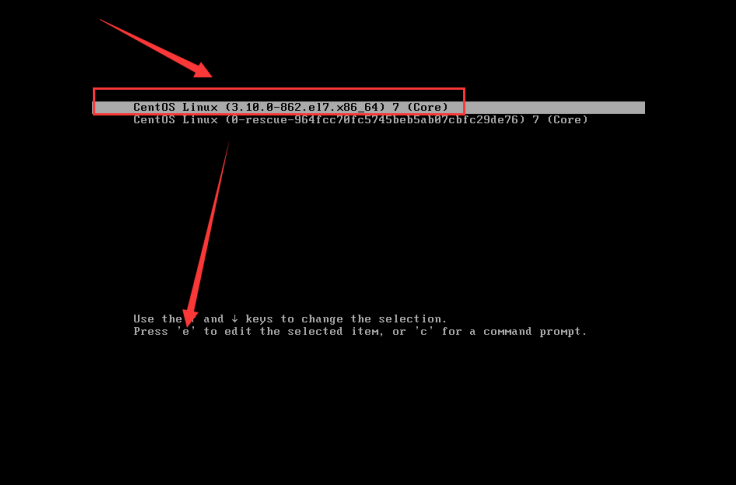 CentOS Linux (3.10.0-862.el7.x86_64) 7 (Core)
CentOS Linux (0-rescue-964fcc70fc5745beb5ab07cbfc29de76) 7 (Core)
Use the and ↓ keys to change the selection.
Press 'e' to edit the selected item, or 'c' for a command prompt.